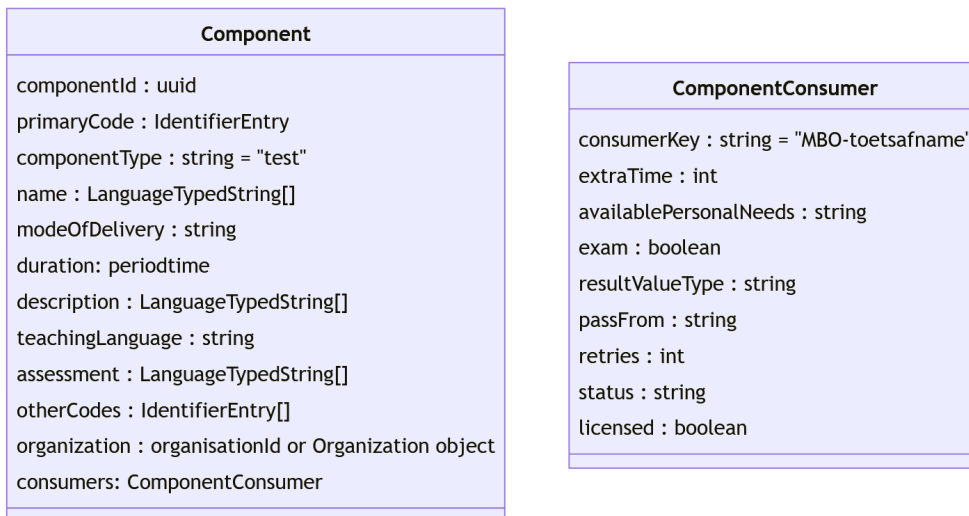 Component
componentId : uuid
primaryCode : IdentifierEntry
componentType : string = "test"
name : LanguageTypedString[]
modeOfDelivery : string
duration: periodtime
description : LanguageTypedString[]
teachingLanguage : string
assessment : LanguageTypedString[]
otherCodes : IdentifierEntry[]
organization : organisationId or Organization object
consumers: ComponentConsumer
ComponentConsumer
consumerKey : string = "MBO-toetsafname"
extraTime : int
availablePersonalNeeds : string
exam : boolean
resultValueType : string
passFrom : string
retries : int
status : string
licensed : boolean